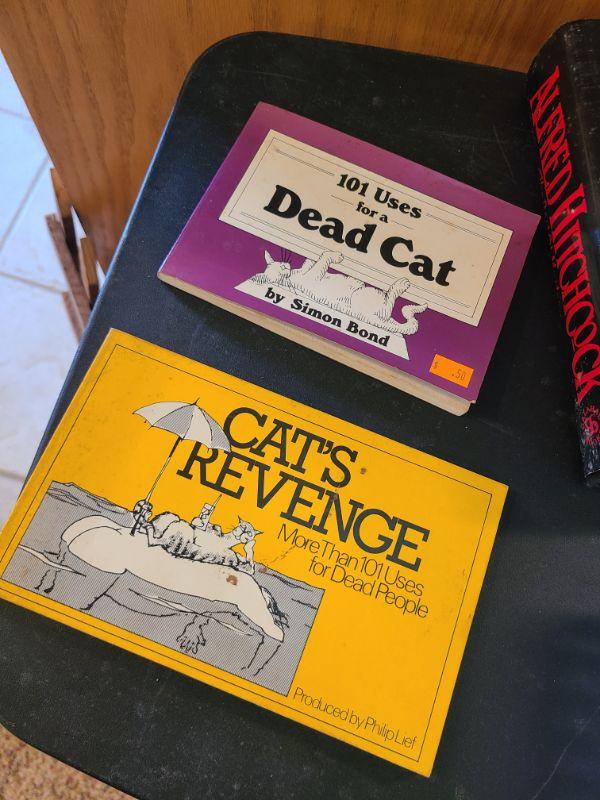 101 Uses
for a
Dead Cat
by Simon Bond
$ .50
CAT'S
REVENGE
More Than 101 Uses
for Dead People
Produced by Philip Lief
ALFRED HITCHCOCK